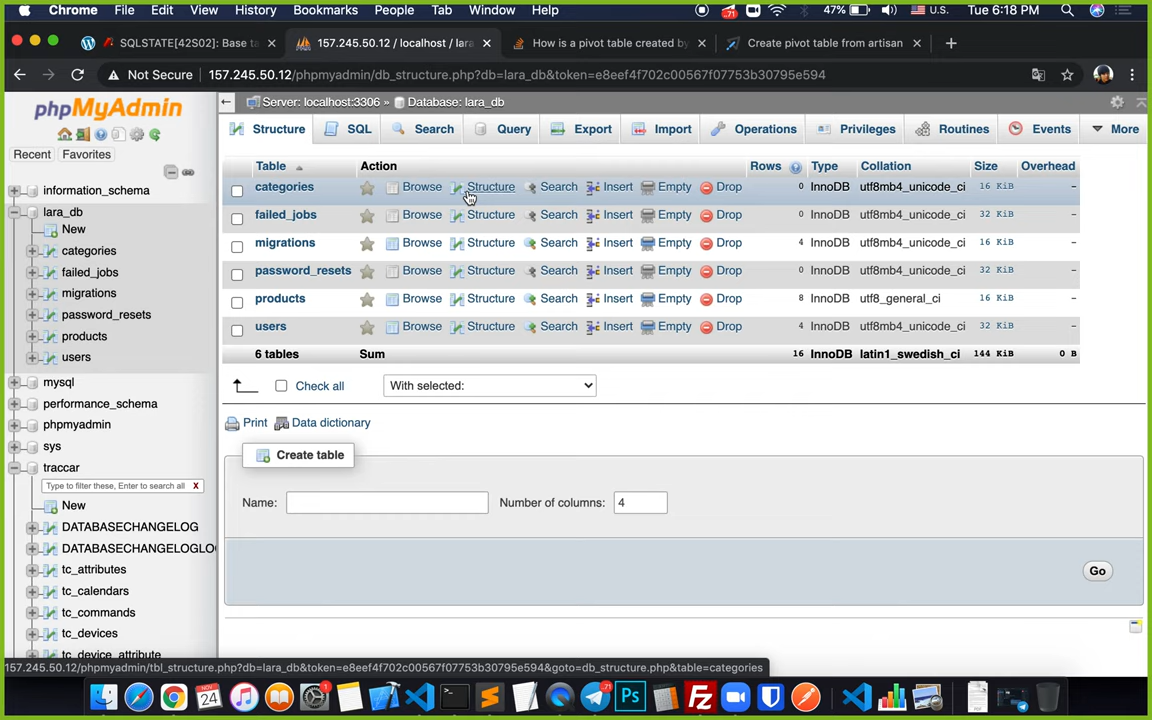 Chrome File Edit View History Bookmarks People Tab Window Help 47% U.S. Tue 6:18 PM
SQLSTATE[42S02]: Base ta
157.245.50.12 / localhost / lara
How is a pivot table created by
Create pivot table from artisan
Not Secure 157.245.50.12/phpmyadmin/db_structure.php?db=lara_db&token=e8eef4f702c00567f07753b30795e594
phpMyAdmin
Recent Favorites
information_schema
lara_db
New
categories
failed_jobs
migrations
password_resets
products
users
mysql
performance_schema
phpmyadmin
sys
traccar
Type to filter these, Enter to search all X
New
DATABASECHANGELOG
DATABASECHANGELOGLO
tc_attributes
tc_calendars
tc_commands
tc_devices
tc_device_attribute
Server: localhost:3306 » Database: lara_db
Structure SQL Search Query Export Import Operations Privileges Routines Events More
Table Action Rows Type Collation Size Overhead
categories Browse Structure Search Insert Empty Drop 0 InnoDB utf8mb4_unicode_ci 16 KiB -
failed_jobs Browse Structure Search Insert Empty Drop 0 InnoDB utf8mb4_unicode_ci 32 KiB -
migrations Browse Structure Search Insert Empty Drop 4 InnoDB utf8mb4_unicode_ci 16 KiB -
password_resets Browse Structure Search Insert Empty Drop 0 InnoDB utf8mb4_unicode_ci 32 KiB -
products Browse Structure Search Insert Empty Drop 8 InnoDB utf8_general_ci 16 KiB -
users Browse Structure Search Insert Empty Drop 4 InnoDB utf8mb4_unicode_ci 32 KiB -
6 tables Sum 16 InnoDB latin1_swedish_ci 144 KiB 0 B
Check all With selected:
Print Data dictionary
Create table
Name: Number of columns: 4
Go
157.245.50.12/phpmyadmin/tbl_structure.php?db=lara_db&token=e8eef4f702c00567f07753b30795e594&goto=db_structure.php&table=categories
NOV
24
1
Ps
Fz